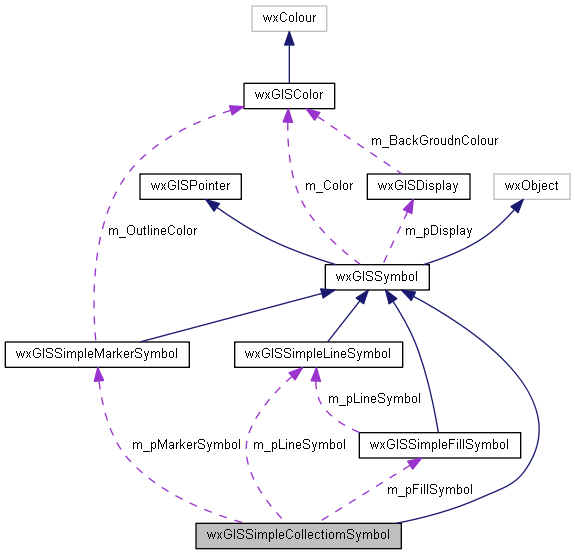 wxColour
wxGISColor
m_BackGroudnColour
wxGISPointer
m_Color
wxGISDisplay
wxObject
m_OutlineColor
m_pDisplay
wxGISSymbol
wxGISSimpleMarkerSymbol
wxGISSimpleLineSymbol
m_pLineSymbol
m_pMarkerSymbol
m_pLineSymbol
wxGISSimpleFillSymbol
m_pFillSymbol
wxGISSimpleCollectiomSymbol